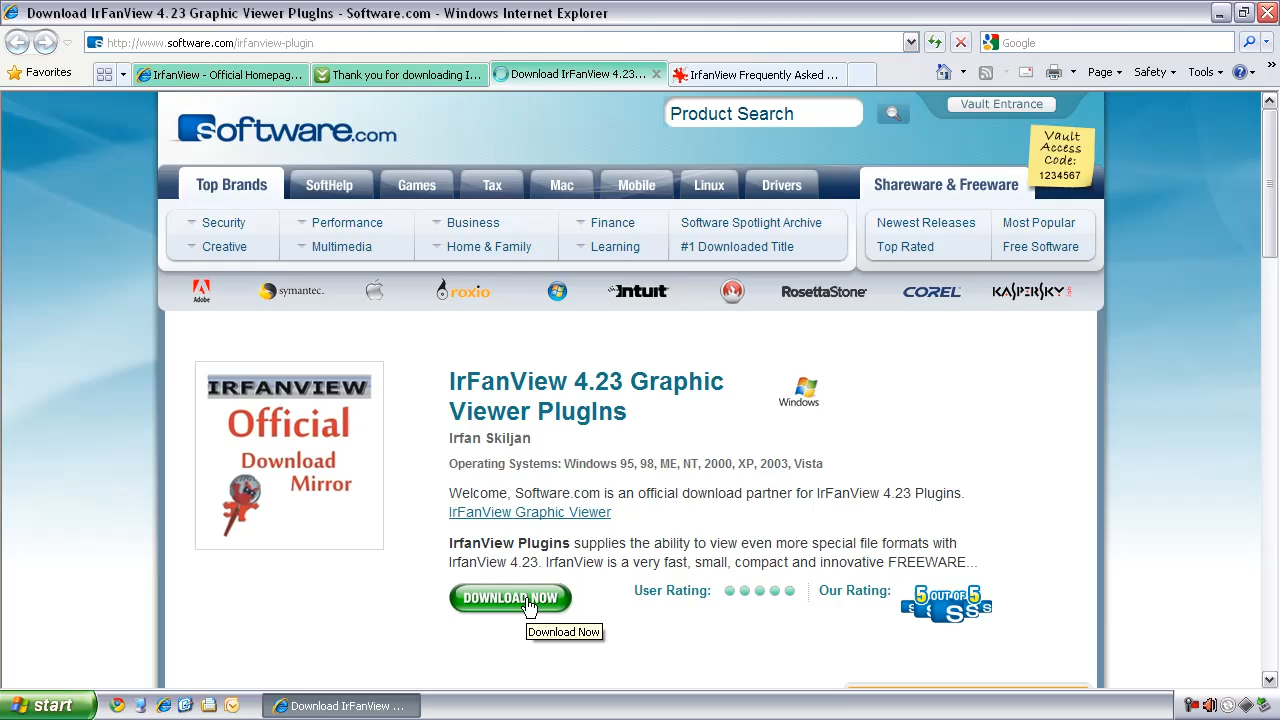 Download IrFanView 4.23 Graphic Viewer PlugIns - Software.com - Windows Internet Explorer
http://www.software.com/irfanview-plugin
Google
Favorites
IrfanView - Official Homepag...
Thank you for downloading I...
Download IrFanView 4.23...
IrfanView Frequently Asked ...
Page
Safety
Tools
software.com
Product Search
Vault Entrance
Vault
Access
Code:
1234567
Top Brands
SoftHelp
Games
Tax
Mac
Mobile
Linux
Drivers
Shareware & Freeware
Security
Performance
Business
Finance
Software Spotlight Archive
Newest Releases
Most Popular
Creative
Multimedia
Home & Family
Learning
#1 Downloaded Title
Top Rated
Free Software
Adobe
symantec.
roxio
Intuit
RosettaStone
COREL
KASPERSKY
IRFANVIEW
Official
Download
Mirror
IrFanView 4.23 Graphic
Viewer PlugIns
Windows
Irfan Skiljan
Operating Systems: Windows 95, 98, ME, NT, 2000, XP, 2003, Vista
Welcome, Software.com is an official download partner for IrFanView 4.23 Plugins.
IrFanView Graphic Viewer
IrfanView Plugins supplies the ability to view even more special file formats with
IrfanView 4.23. IrfanView is a very fast, small, compact and innovative FREEWARE...
DOWNLOAD NOW
User Rating:
Our Rating:
5 OUT OF 5
S S S S S
Download Now
start
Download IrFanView ...